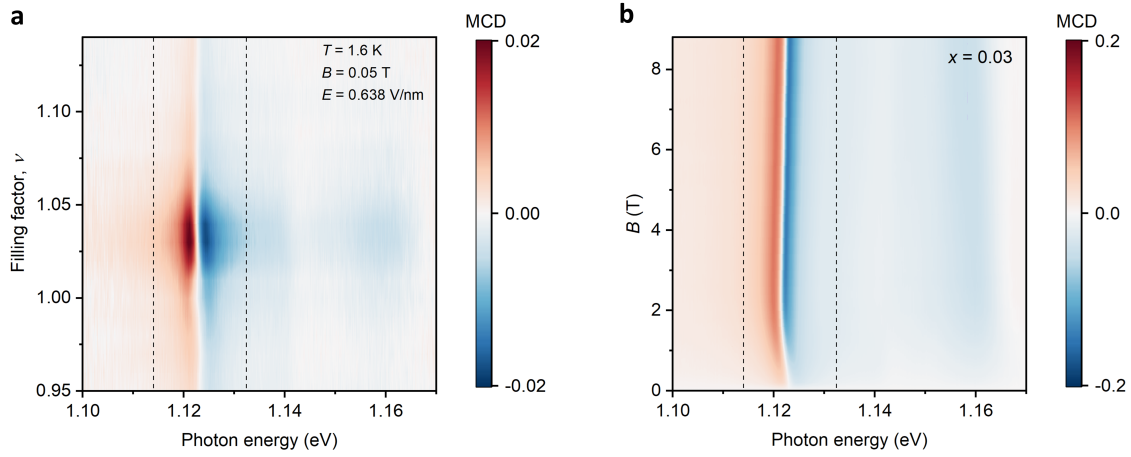 a
MCD
T = 1.6 K
B = 0.05 T
E = 0.638 V/nm
0.02
0.00
-0.02
1.10
1.05
1.00
0.95
Filling factor, ν
1.10
1.12
1.14
1.16
Photon energy (eV)
b
MCD
x = 0.03
0.2
0.0
-0.2
8
6
4
2
0
B (T)
1.10
1.12
1.14
1.16
Photon energy (eV)